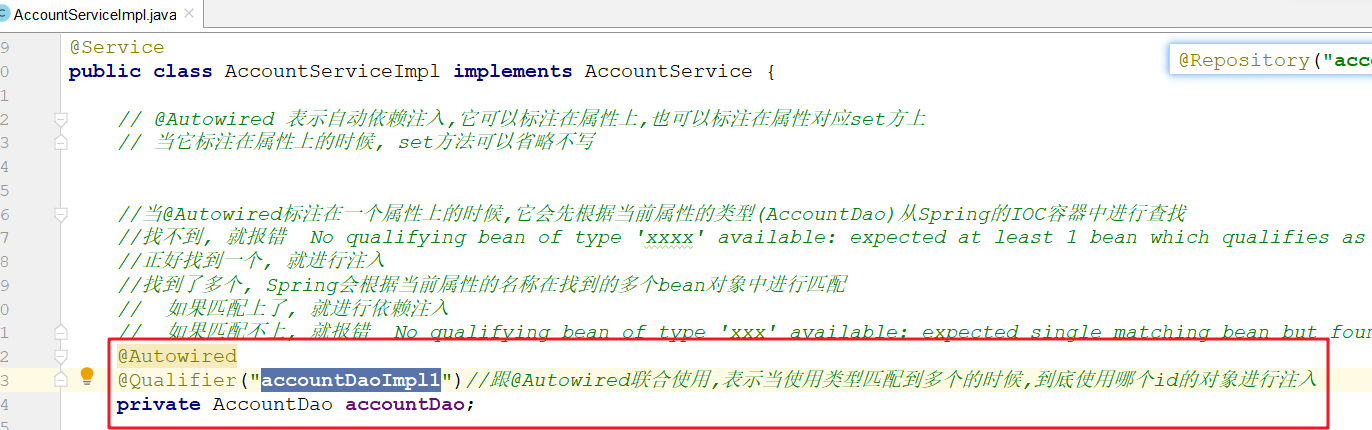 AccountServiceImpl.java
9 @Service
0 public class AccountServiceImpl implements AccountService {
@Repository("acc
1
2 // @Autowired 表示自动依赖注入,它可以标注在属性上,也可以标注在属性对应set方上
3 // 当它标注在属性上的时候, set方法可以省略不写
4
5
6 //当@Autowired标注在一个属性上的时候,它会先根据当前属性的类型(AccountDao)从Spring的IOC容器中进行查找
7 //找不到, 就报错 No qualifying bean of type 'xxxx' available: expected at least 1 bean which qualifies as
8 //正好找到一个, 就进行注入
9 //找到了多个, Spring会根据当前属性的名称在找到的多个bean对象中进行匹配
0 // 如果匹配上了, 就进行依赖注入
1 // 如果匹配不上, 就报错 No qualifying bean of type 'xxx' available: expected single matching bean but foun
2 @Autowired
3 @Qualifier("accountDaoImpl1")//跟@Autowired联合使用,表示当使用类型匹配到多个的时候,到底使用哪个id的对象进行注入
4 private AccountDao accountDao;
5